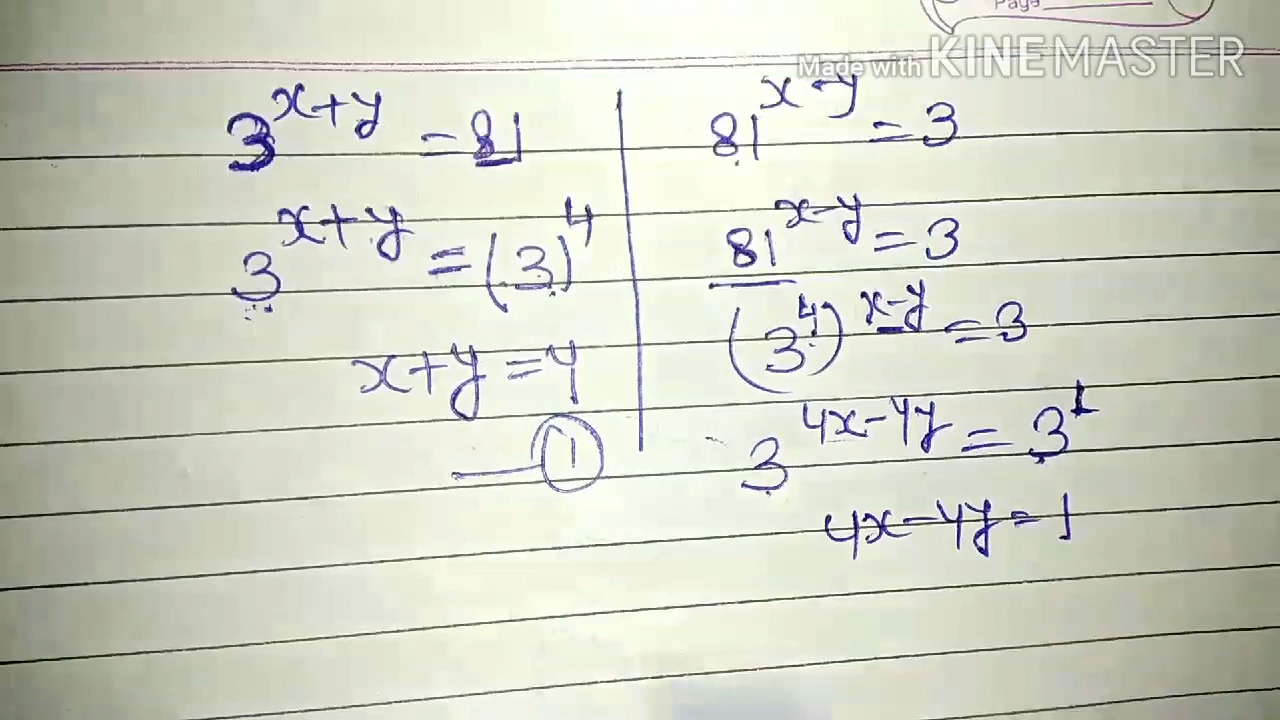 Page
Made with KINEMASTER
3^{x+y} = 81
3^{x+y} = (3)^4
x+y = 4
— ①
81^{x-y} = 3
81^{x-y} = 3
(3^4)^{x-y} = 3
3^{4x-4y} = 3^1
4x-4y = 1